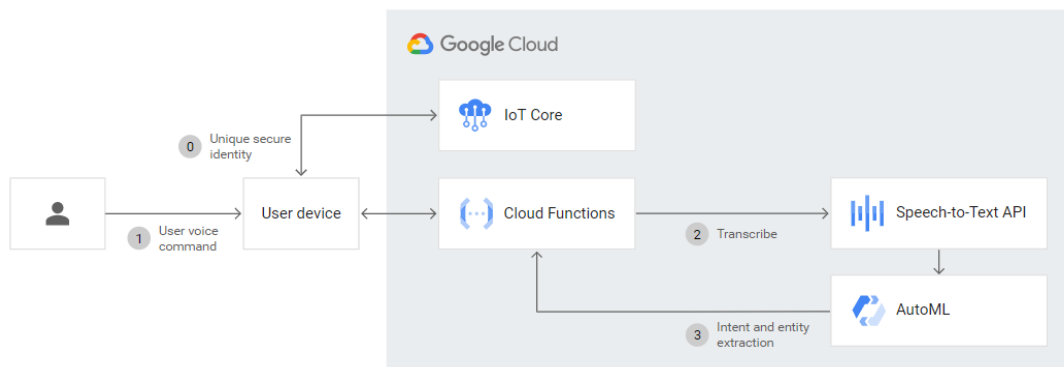 Google Cloud
IoT Core
0
Unique secure
identity
User device
Cloud Functions
Speech-to-Text API
1
User voice
command
2
Transcribe
AutoML
3
Intent and entity
extraction